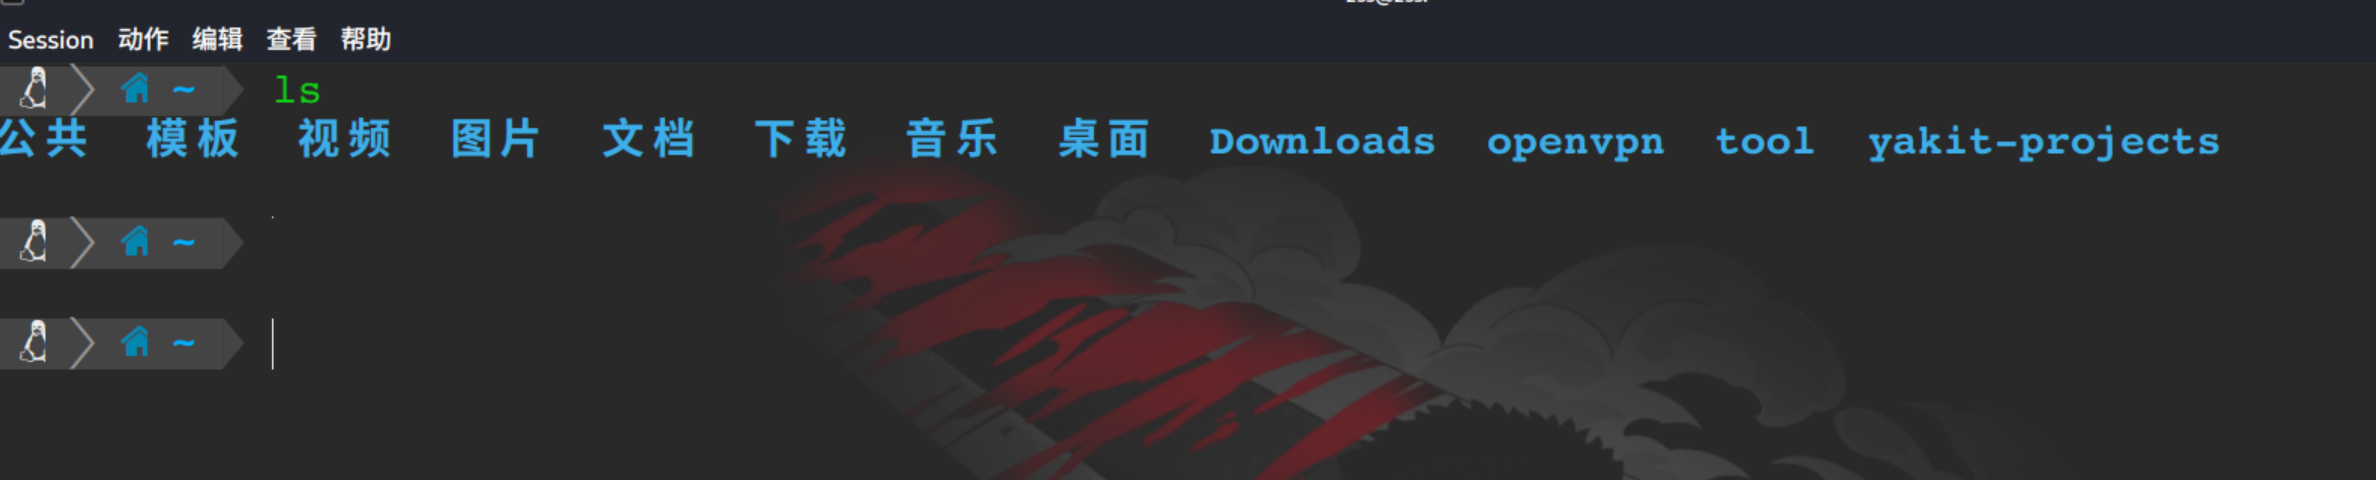 Session 动作 编辑 查看 帮助
~ ls
公共 模板 视频 图片 文档 下载 音乐 桌面 Downloads openvpn tool yakit-projects
~
~